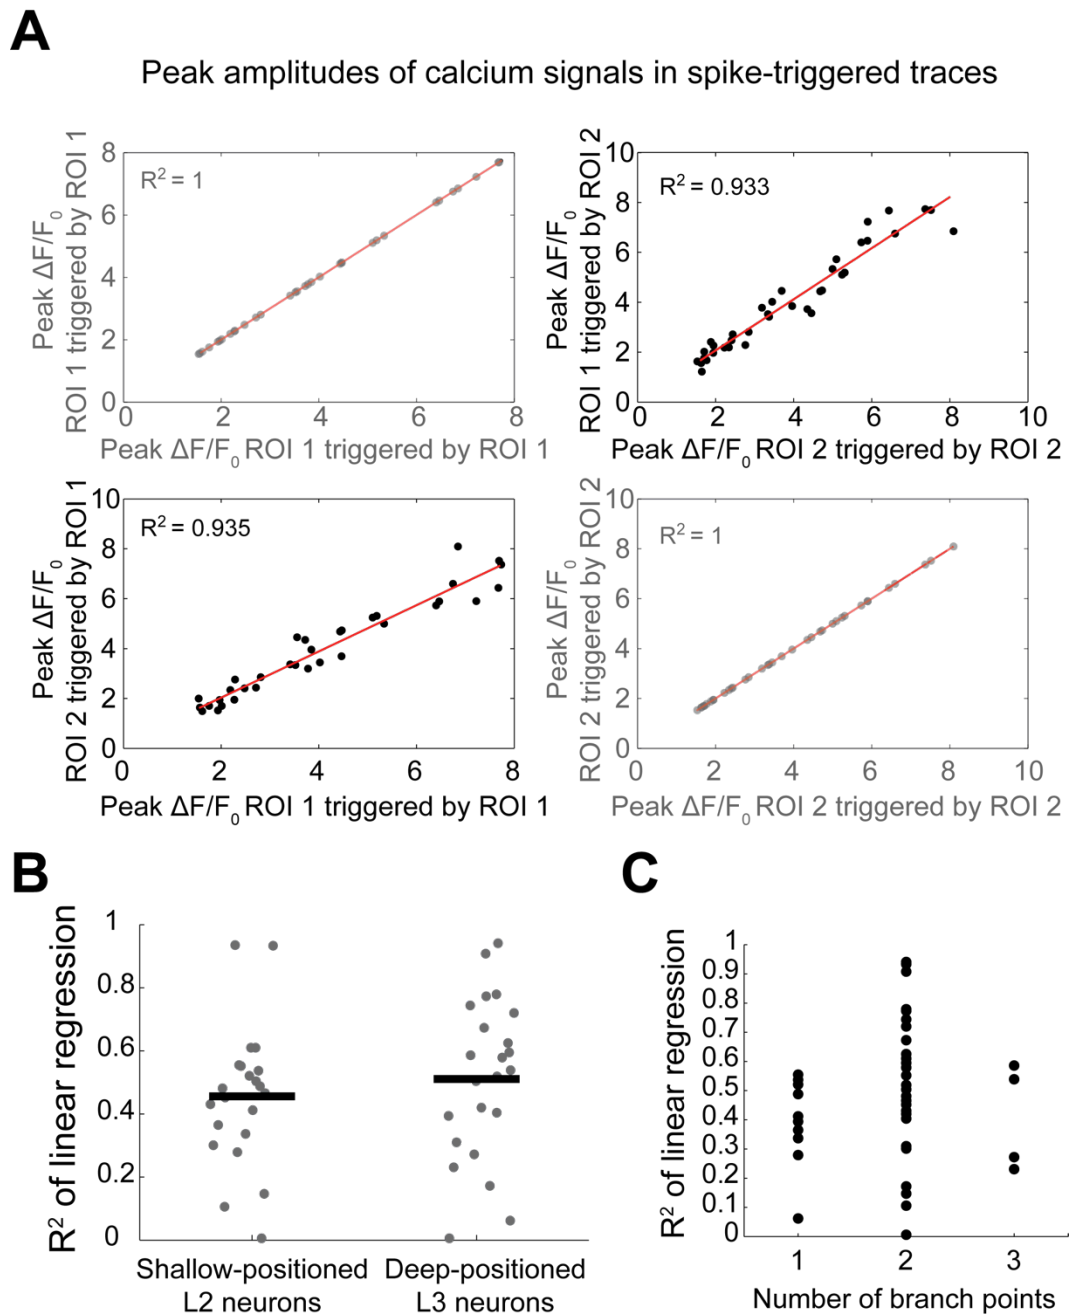 A
Peak amplitudes of calcium signals in spike-triggered traces
Peak ΔF/F0
ROI 1 triggered by ROI 1
8
6
4
2
0
R2 = 1
0 2 4 6 8
Peak ΔF/F0 ROI 1 triggered by ROI 1
Peak ΔF/F0
ROI 1 triggered by ROI 2
10
8
6
4
2
0
R2 = 0.933
0 2 4 6 8 10
Peak ΔF/F0 ROI 2 triggered by ROI 2
Peak ΔF/F0
ROI 2 triggered by ROI 1
10
8
6
4
2
0
R2 = 0.935
0 2 4 6 8
Peak ΔF/F0 ROI 1 triggered by ROI 1
Peak ΔF/F0
ROI 2 triggered by ROI 2
10
8
6
4
2
0
R2 = 1
0 2 4 6 8 10
Peak ΔF/F0 ROI 2 triggered by ROI 2
B
R2 of linear regression
1
0.8
0.6
0.4
0.2
0
Shallow-positioned
L2 neurons
Deep-positioned
L3 neurons
C
R2 of linear regression
1
0.9
0.8
0.7
0.6
0.5
0.4
0.3
0.2
0.1
0
1 2 3
Number of branch points